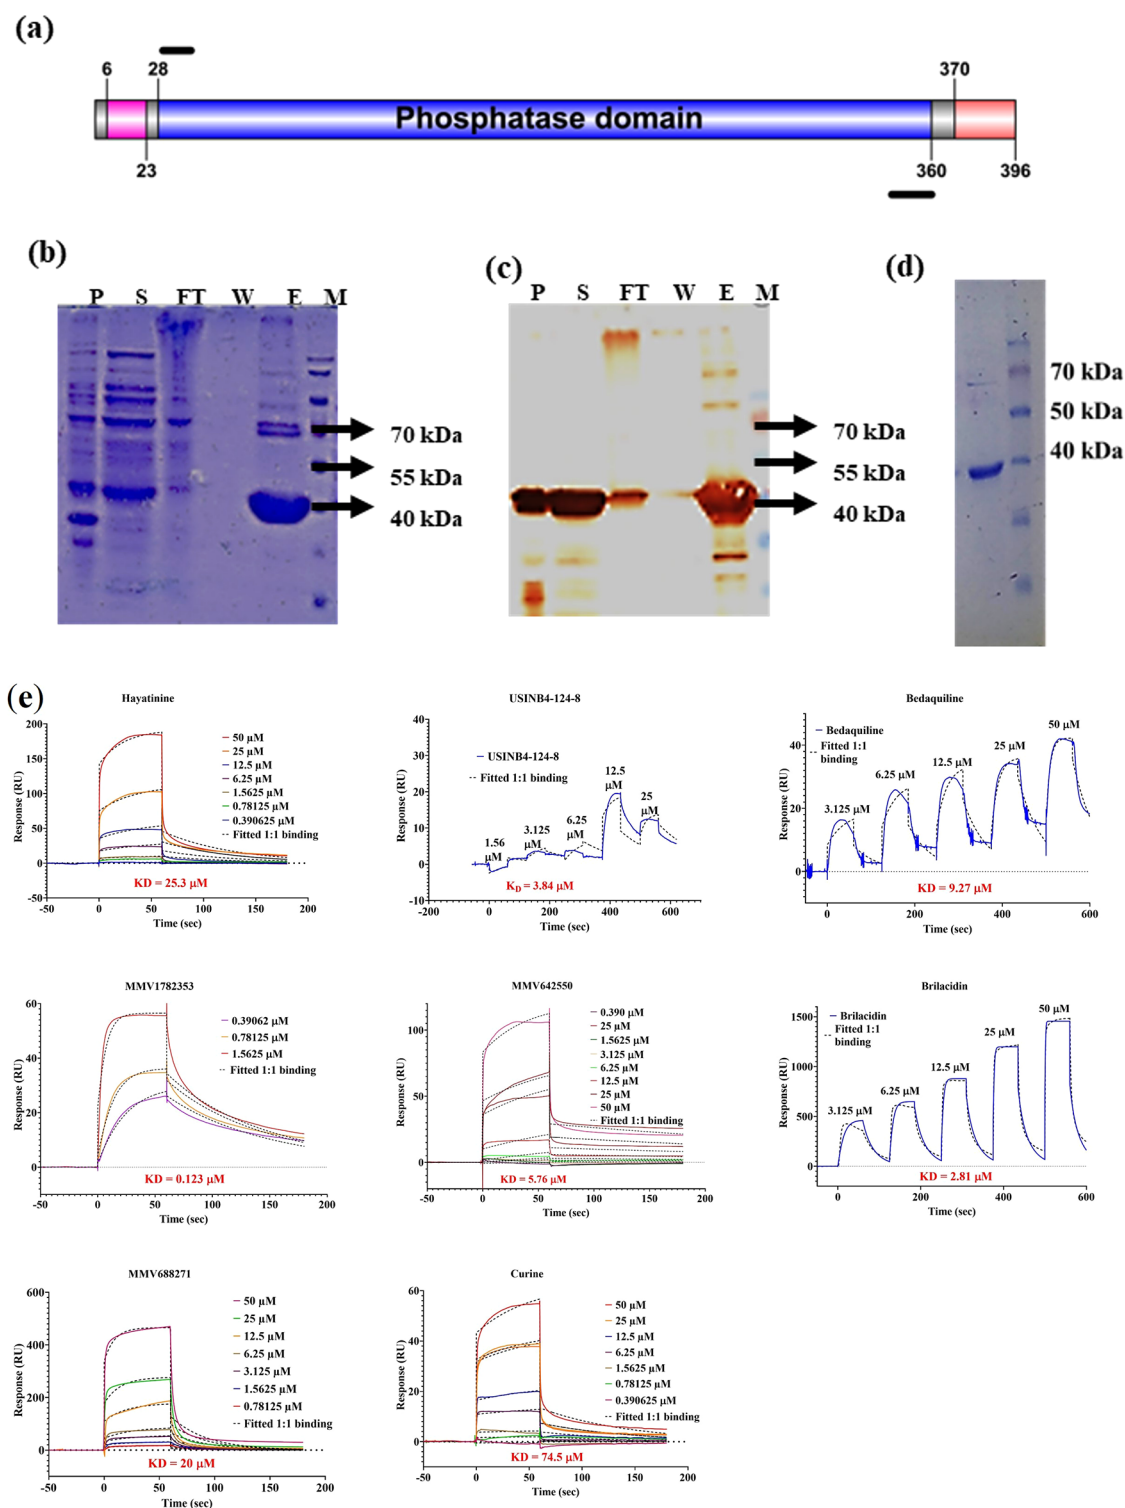 (a)
6
28
370
Phosphatase domain
23
360
396
(b)
P S FT W E M
70 kDa
55 kDa
40 kDa
(c)
P S FT W E M
70 kDa
55 kDa
40 kDa
(d)
70 kDa
50 kDa
40 kDa
(e)
Hayatinine
Response (RU)
200
150
100
50
0
-50
-50 0 50 100 150 200
Time (sec)
50 µM
25 µM
12.5 µM
6.25 µM
1.5625 µM
0.78125 µM
0.390625 µM
Fitted 1:1 binding
KD = 25.3 µM
USINB4-124-8
Response (RU)
40
30
20
10
0
-10
-200 0 200 400 600
Time (sec)
USINB4-124-8
Fitted 1:1 binding
1.56
µM
3.125
µM
6.25
µM
12.5
µM
25
µM
KD = 3.84 µM
Bedaquiline
Response (RU)
40
20
0
0 200 400 600
Time (sec)
Bedaquiline
Fitted 1:1
binding
3.125 µM
6.25 µM
12.5 µM
25 µM
50 µM
KD = 9.27 µM
MMV1782353
Response (RU)
60
40
20
0
-50 0 50 100 150 200
Time (sec)
0.39062 µM
0.78125 µM
1.5625 µM
Fitted 1:1 binding
KD = 0.123 µM
MMV642550
Response (RU)
100
50
0
-50 0 50 100 150 200
Time (sec)
0.390 µM
25 µM
1.5625 µM
3.125 µM
6.25 µM
12.5 µM
25 µM
50 µM
Fitted 1:1 binding
KD = 5.76 µM
Brilacidin
Response (RU)
1500
1000
500
0
0 200 400 600
Time (sec)
Brilacidin
Fitted 1:1
binding
3.125 µM
6.25 µM
12.5 µM
25 µM
50 µM
KD = 2.81 µM
MMV688271
Response (RU)
600
400
200
0
-50 0 50 100 150 200
Time (sec)
50 µM
25 µM
12.5 µM
6.25 µM
3.125 µM
1.5625 µM
0.78125 µM
Fitted 1:1 binding
KD = 20 µM
Curine
Response (RU)
60
40
20
0
-50 0 50 100 150 200
Time (sec)
50 µM
25 µM
12.5 µM
6.25 µM
1.5625 µM
0.78125 µM
0.390625 µM
Fitted 1:1 binding
KD = 74.5 µM